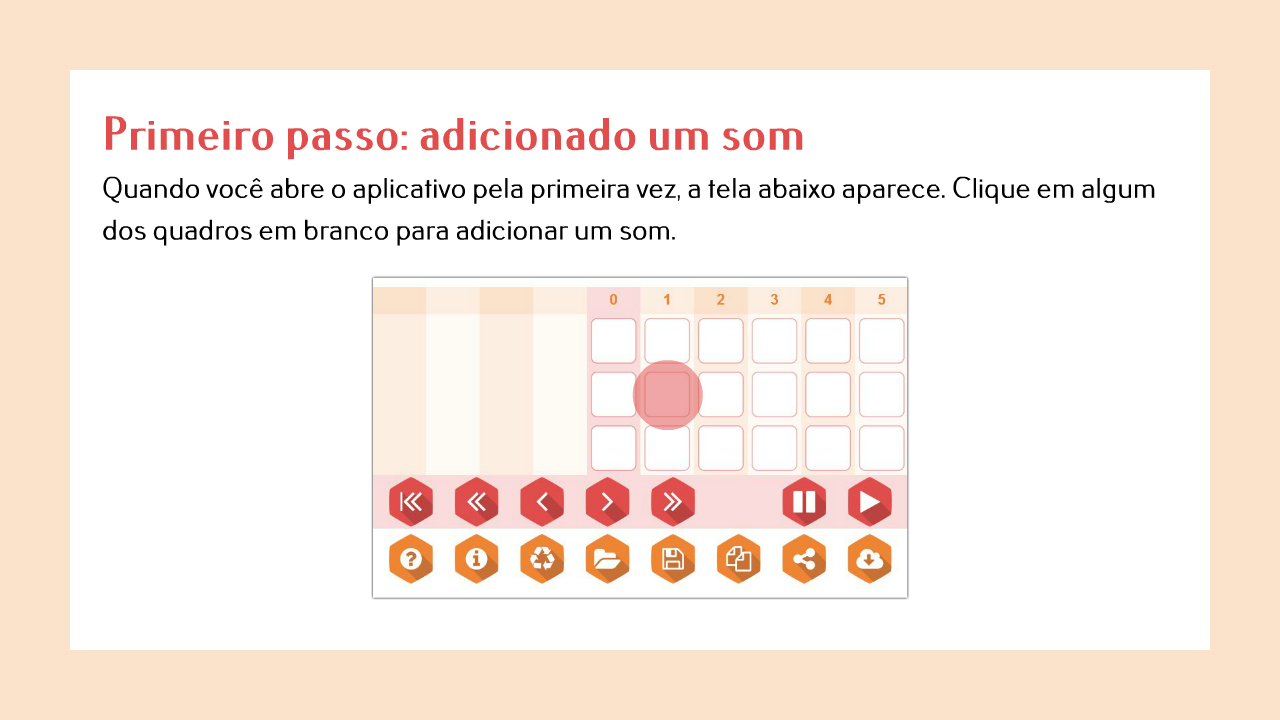 Primeiro passo: adicionado um som
Quando você abre o aplicativo pela primeira vez, a tela abaixo aparece. Clique em algum
dos quadros em branco para adicionar um som.
0 1 2 3 4 5